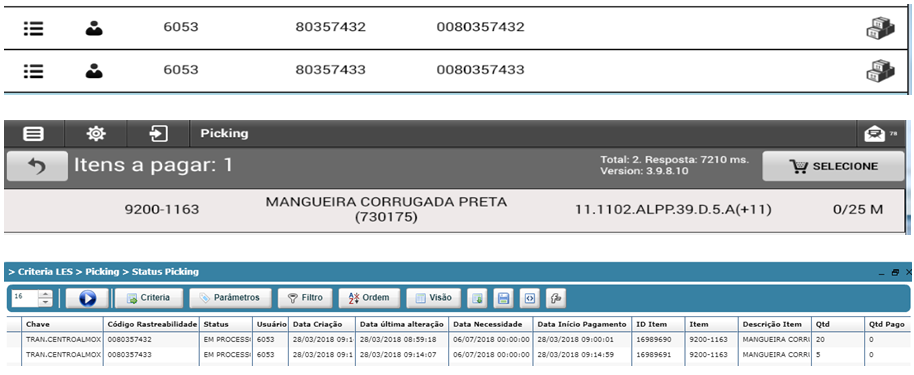 6053 80357432 0080357432
6053 80357433 0080357433
Picking 78
Itens a pagar: 1 Total: 2. Resposta: 7210 ms. SELECIONE
Version: 3.9.8.10
9200-1163 MANGUEIRA CORRUGADA PRETA 11.1102.ALPP.39.D.5.A(+11) 0/25 M
(730175)
> Criteria LES > Picking > Status Picking
16 Criteria Parâmetros Filtro Ordem Visão
Chave Código Rastreabilidade Status Usuário Data Criação Data última alteração Data Necessidade Data Início Pagamento ID Item Item Descrição Item Qtd Qtd Pago
TRAN.CENTROALMOX 0080357432 EM PROCESS 6053 28/03/2018 09:1 28/03/2018 08:59:18 06/07/2018 00:00:00 28/03/2018 09:00:01 16989690 9200-1163 MANGUEIRA CORR 20 0
TRAN.CENTROALMOX 0080357433 EM PROCESS 6053 28/03/2018 09:1 28/03/2018 09:14:07 06/07/2018 00:00:00 28/03/2018 09:14:59 16989691 9200-1163 MANGUEIRA CORR 5 0